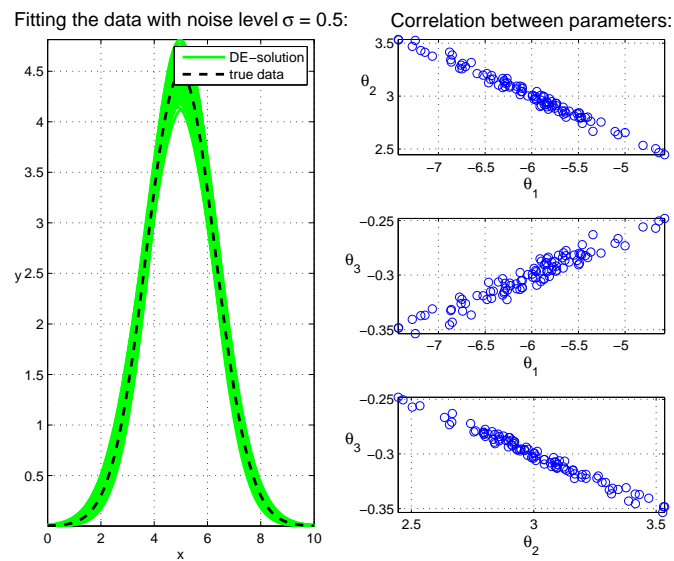 Fitting the data with noise level σ = 0.5:
DE−solution
true data
4.5
4
3.5
3
2.5
2
1.5
1
0.5
y
0 2 4 6 8 10
x
Correlation between parameters:
3.5
3
2.5
θ2
−7 −6.5 −6 −5.5 −5
θ1
−0.25
−0.3
−0.35
θ3
−7 −6.5 −6 −5.5 −5
θ1
−0.25
−0.3
−0.35
θ3
2.5 3 3.5
θ2